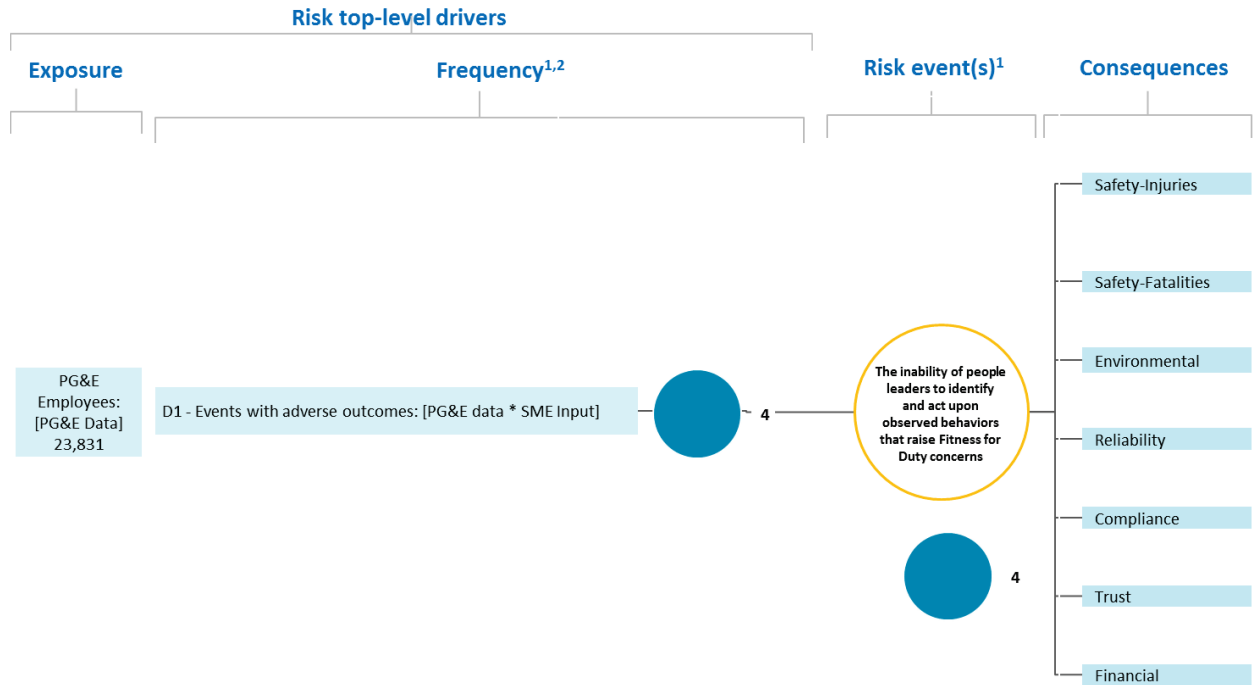 Risk top-level drivers
Exposure
Frequency1,2
Risk event(s)1
Consequences
PG&E
Employees:
[PG&E Data]
23,831
D1 - Events with adverse outcomes: [PG&E data * SME Input]
4
The inability of people
leaders to identify
and act upon
observed behaviors
that raise Fitness for
Duty concerns
4
Safety-Injuries
Safety-Fatalities
Environmental
Reliability
Compliance
Trust
Financial